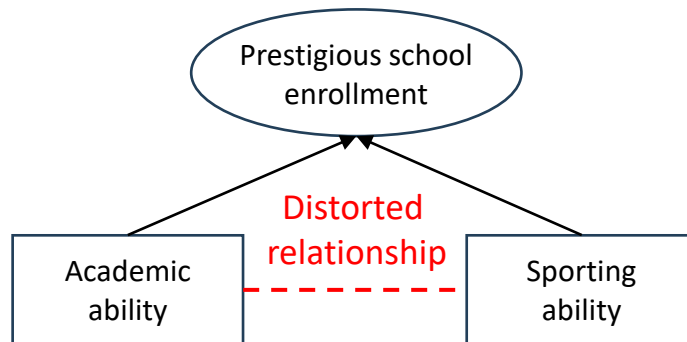 Prestigious school
enrollment
Distorted
relationship
Academic
ability
Sporting
ability